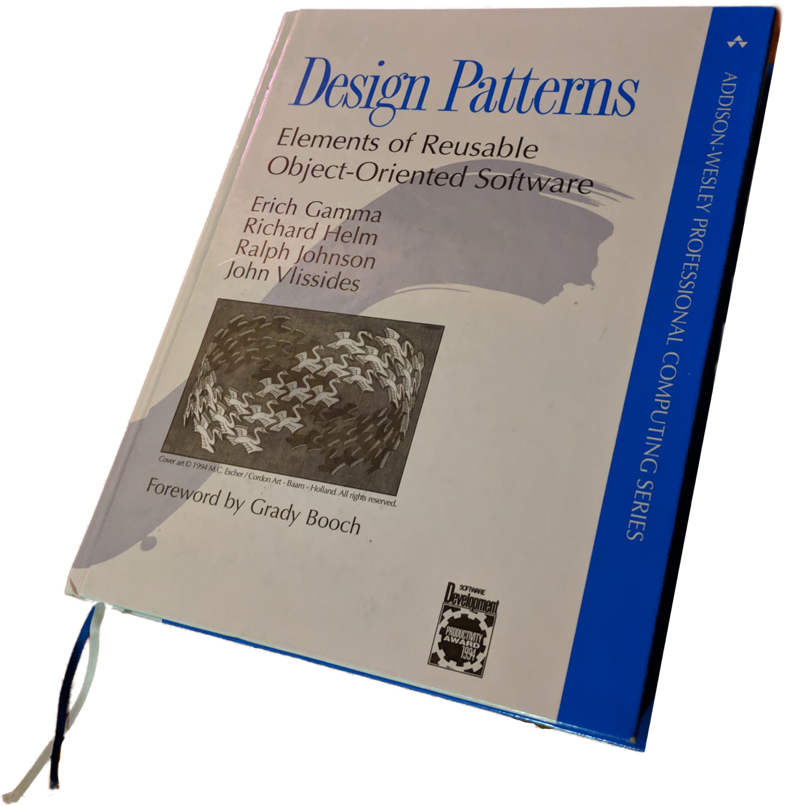 Design Patterns
Elements of Reusable
Object-Oriented Software
Erich Gamma
Richard Helm
Ralph Johnson
John Vlissides
Cover art © 1994 M.C. Escher / Cordon Art - Baarn - Holland. All rights reserved.
Foreword by Grady Booch
SOFTWARE
Development
PRODUCTIVITY
AWARD
1994
ADDISON-WESLEY PROFESSIONAL COMPUTING SERIES